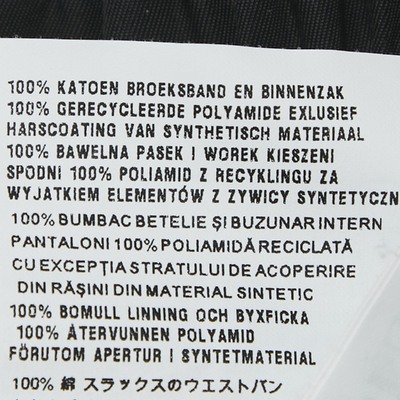 100% KATOEN BROEKSBAND EN BINNENZAK
100% GERECYCLEERDE POLYAMIDE EXLUSIEF
HARSCOATING VAN SYNTHETISCH MATERIAAL
100% BAWELNA PASEK I WOREK KIESZENI
SPODNI 100% POLIAMID Z RECYKLINGU ZA
WYJATKIEM ELEMENTÓW Z ZYWICY SYNTETYCZN
100% BUMBAC BETELIE ȘI BUZUNAR INTERN
PANTALONI 100% POLIAMIDĂ RECICLATĂ
CU EXCEPȚIA STRATULUI DE ACOPERIRE
DIN RĂȘINI DIN MATERIAL SINTETIC
100% BOMULL LINNING OCH BYXFICKA
100% ÅTERVUNNEN POLYAMID
FÖRUTOM APERTUR I SYNTETMATERIAL
100% 綿 スラックスのウエストバン